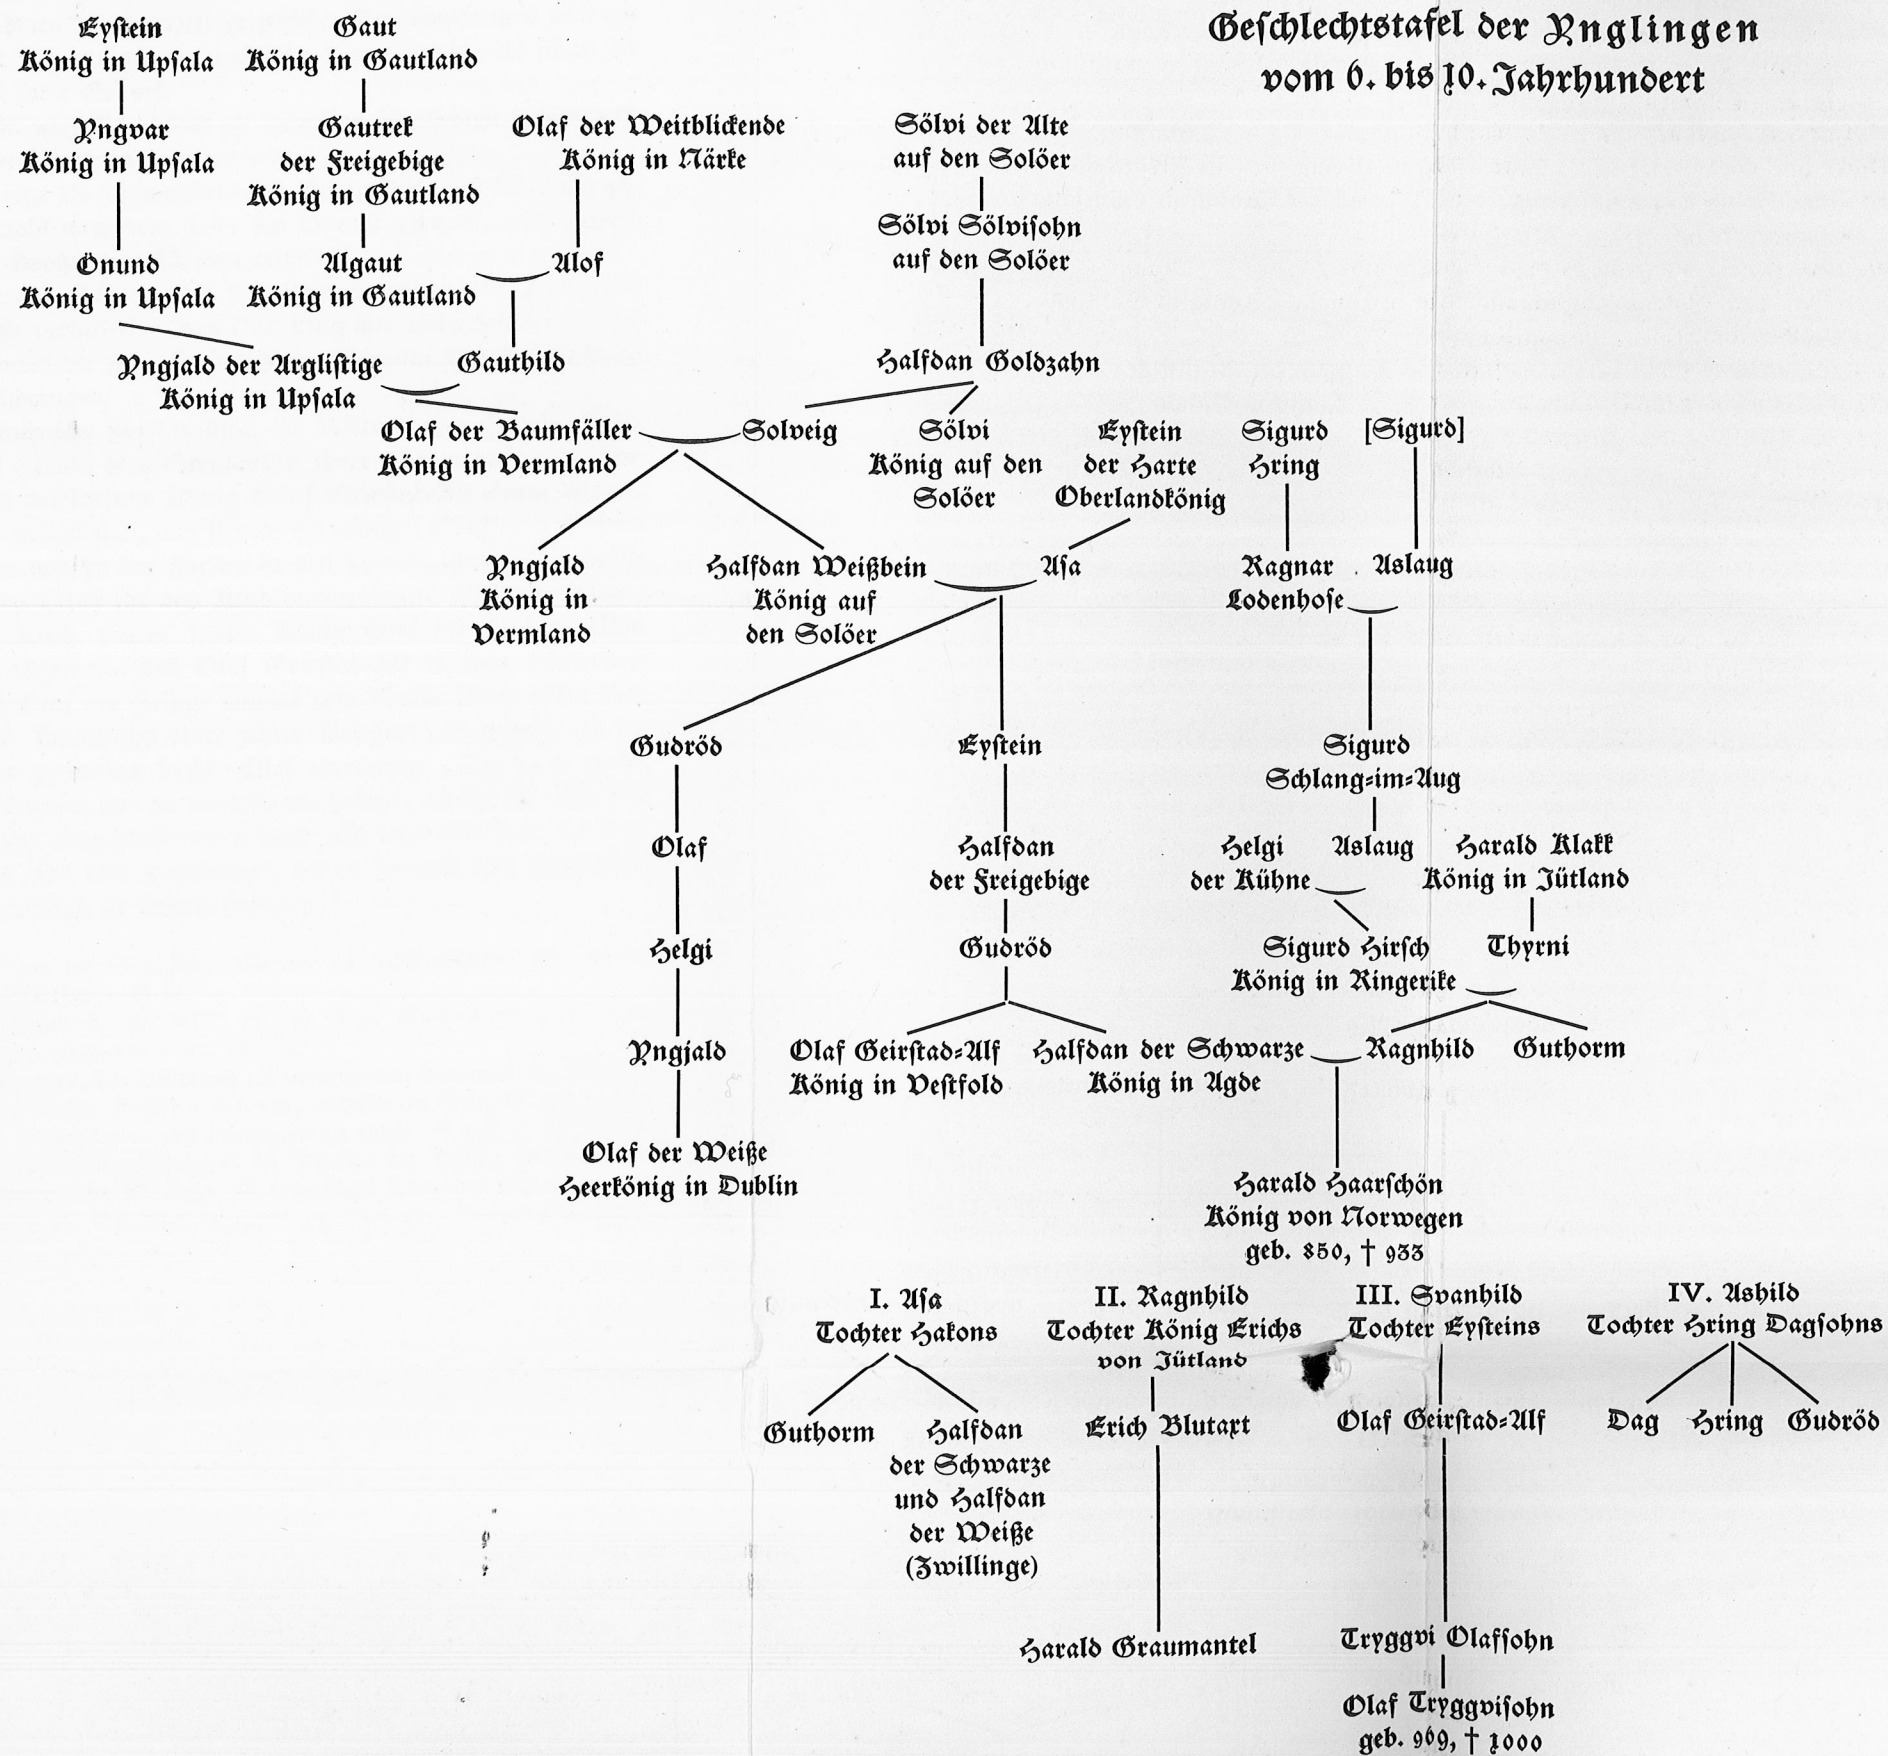 Geschlechtstafel der Ynglingen
vom 6. bis 10. Jahrhundert
Eystein
König in Upsala
Gaut
König in Gautland
Yngvar
König in Upsala
Gautrek
der Freigebige
König in Gautland
Olaf der Weitblickende
König in Närke
Sölvi der Alte
auf den Solöer
Sölvi Sölvisohn
auf den Solöer
Önund
König in Upsala
Algaut
König in Gautland
Alof
Yngjald der Arglistige
König in Upsala
Gauthild
Halfdan Goldzahn
Olaf der Baumfäller
König in Vermland
Solveig
Sölvi
König auf den
Solöer
Eystein
der Harte
Oberlandkönig
Sigurd
Hring
[Sigurd]
Yngjald
König in
Vermland
Halfdan Weißbein
König auf
den Solöer
Asa
Ragnar
Lodenhose
Aslaug
Gudröd
Eystein
Sigurd
Schlang-im-Aug
Olaf
Halfdan
der Freigebige
Helgi
der Kühne
Aslaug
Harald Klakk
König in Jütland
Helgi
Gudröd
Sigurd Hirsch
König in Ringerike
Thyrni
Yngjald
Olaf Geirstad-Alf
König in Vestfold
Halfdan der Schwarze
König in Agde
Ragnhild
Guthorm
Olaf der Weiße
Heerkönig in Dublin
Harald Haarschön
König von Norwegen
geb. 850, † 933
I. Asa
Tochter Hakons
II. Ragnhild
Tochter König Erichs
von Jütland
III. Svanhild
Tochter Eysteins
IV. Ashild
Tochter Hring Dagsohns
Guthorm
Halfdan
der Schwarze
und Halfdan
der Weiße
(Zwillinge)
Erich Blutaxt
Olaf Geirstad-Alf
Dag
Hring
Gudröd
Harald Graumantel
Tryggvi Olafsohn
Olaf Tryggvisohn
geb. 969, † 1000